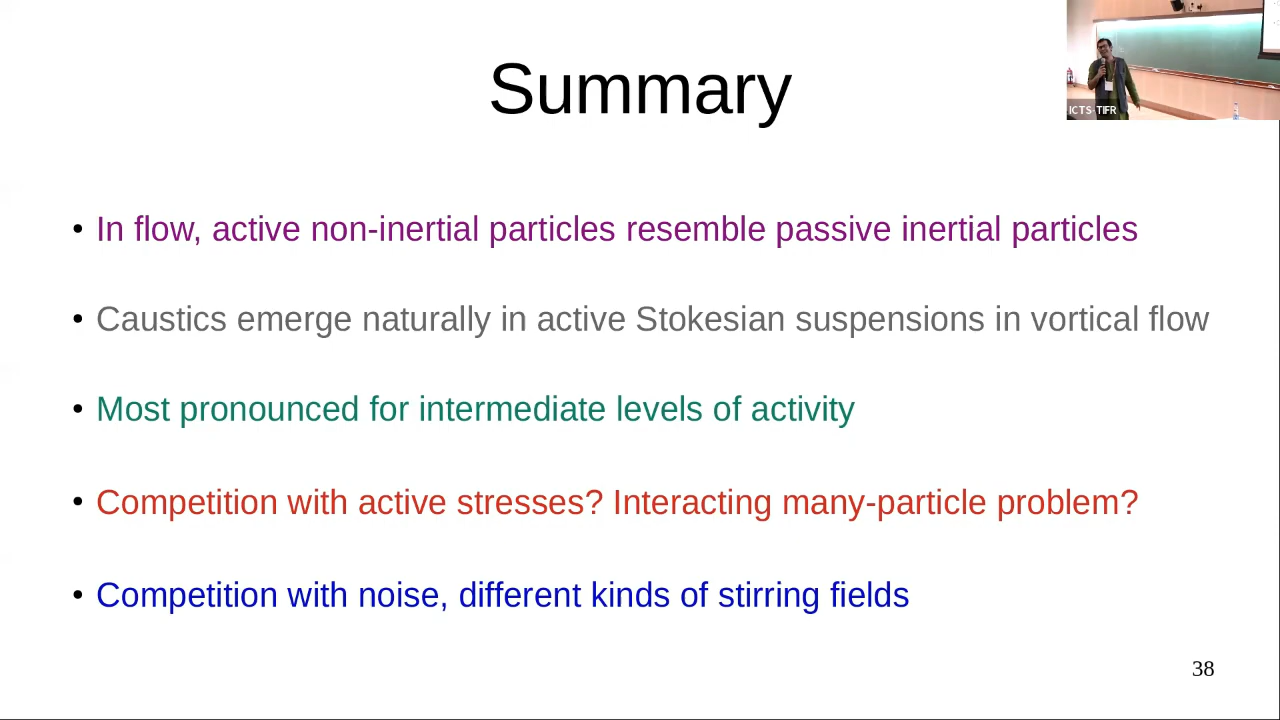 Summary
ICTS-TIFR
• In flow, active non-inertial particles resemble passive inertial particles
• Caustics emerge naturally in active Stokesian suspensions in vortical flow
• Most pronounced for intermediate levels of activity
• Competition with active stresses? Interacting many-particle problem?
• Competition with noise, different kinds of stirring fields
38